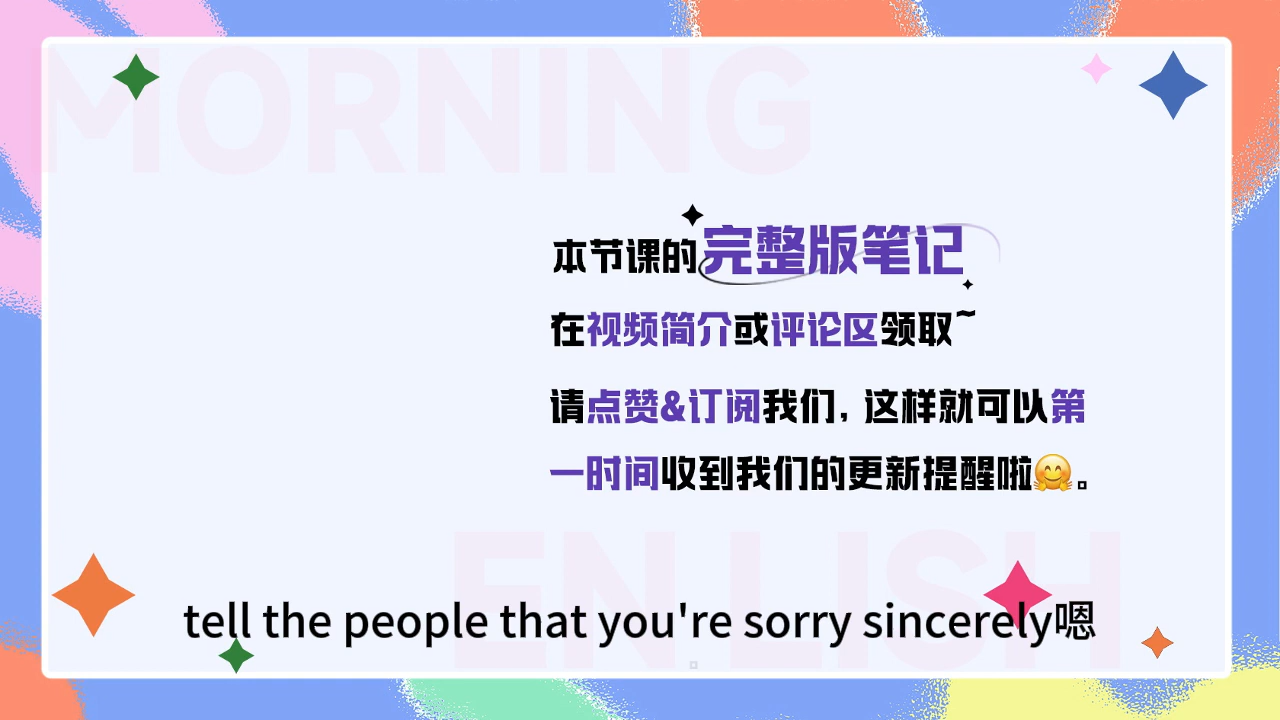 MORNING
本节课的完整版笔记
在视频简介或评论区领取~
请点赞&订阅我们，这样就可以第
一时间收到我们的更新提醒啦🤗。
EN LISH
tell the people that you're sorry sincerely嗯